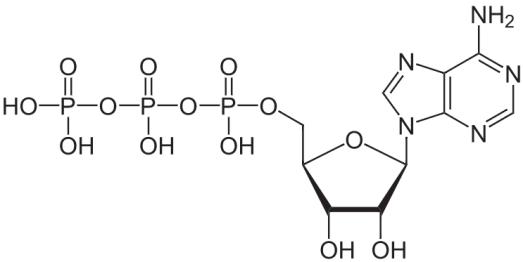 NH2
O O O N N
HO P O P O P O
OH OH OH O N N
OH OH